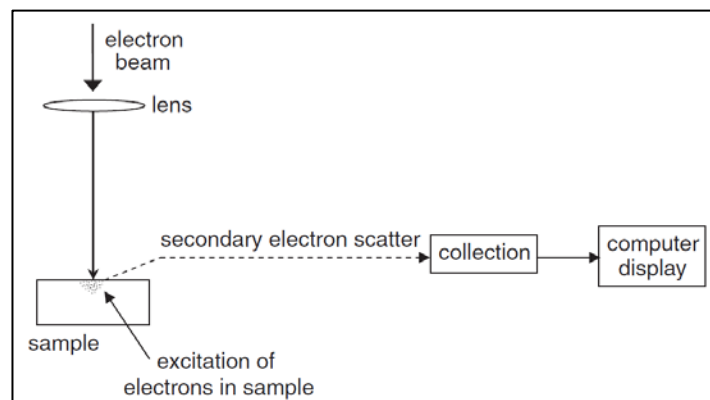 electron
beam
lens
secondary electron scatter
collection
computer
display
sample
excitation of
electrons in sample